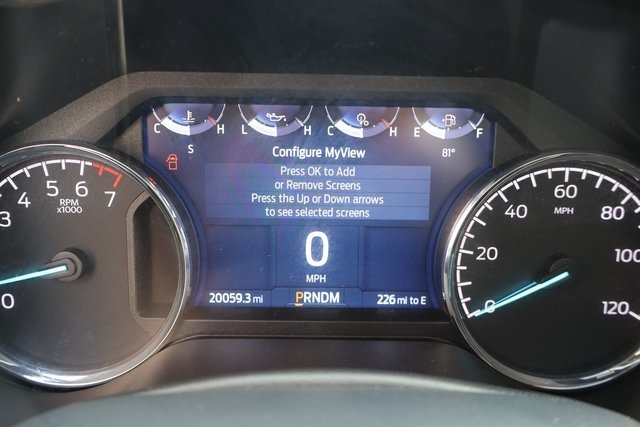 C H L H C H E F
S
Configure MyView
81°
Press OK to Add
or Remove Screens
Press the Up or Down arrows
to see selected screens
0
MPH
20059.3 mi
PRNDM
226 mi to E
0 3 4 5 6 7
RPM
x1000
0 20 40 60 80 100 120
MPH